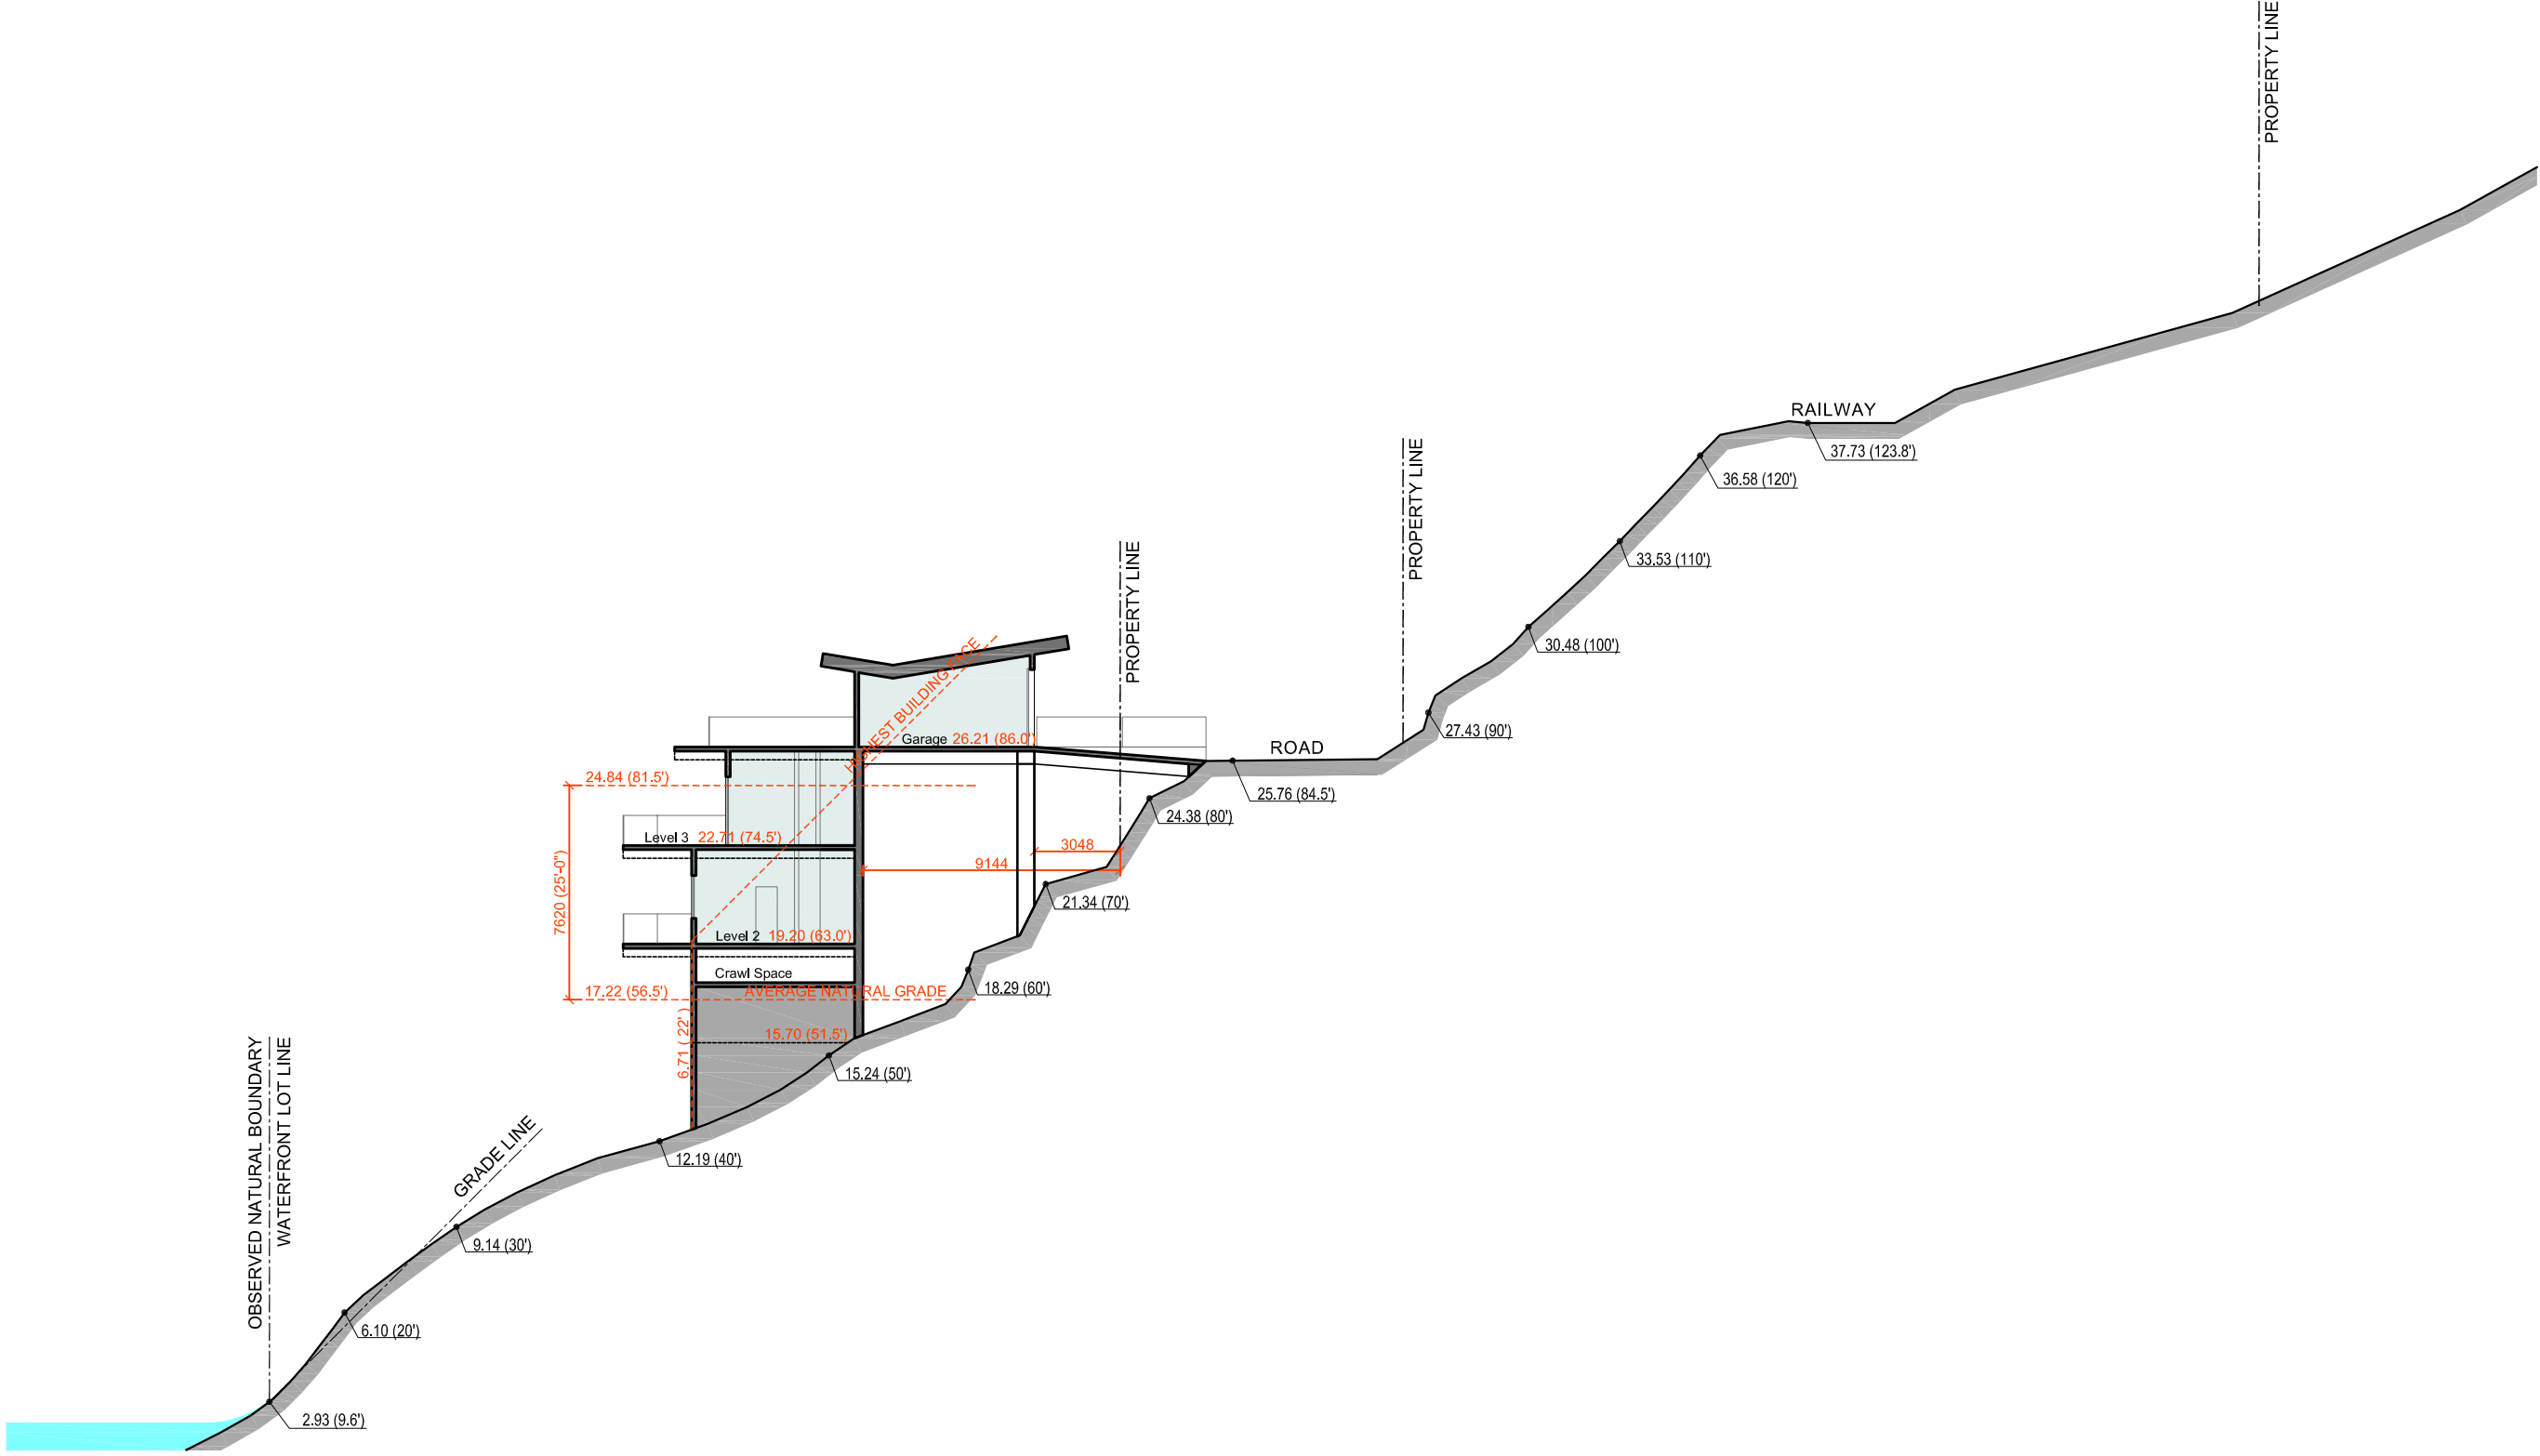 PROPERTY LINE
RAILWAY
37.73 (123.8')
36.58 (120')
PROPERTY LINE
33.53 (110')
PROPERTY LINE
30.48 (100')
HIGHEST BUILDING FACE
27.43 (90')
Garage 26.21 (86.0')
ROAD
24.84 (81.5')
25.76 (84.5')
24.38 (80')
Level 3 22.71 (74.5')
3048
9144
7620 (25'-0")
21.34 (70')
Level 2 19.20 (63.0')
Crawl Space
17.22 (56.5')
AVERAGE NATURAL GRADE
18.29 (60')
6.71 ( 22' )
15.70 (51.5')
15.24 (50')
OBSERVED NATURAL BOUNDARY
WATERFRONT LOT LINE
GRADE LINE
12.19 (40')
9.14 (30')
6.10 (20')
2.93 (9.6')